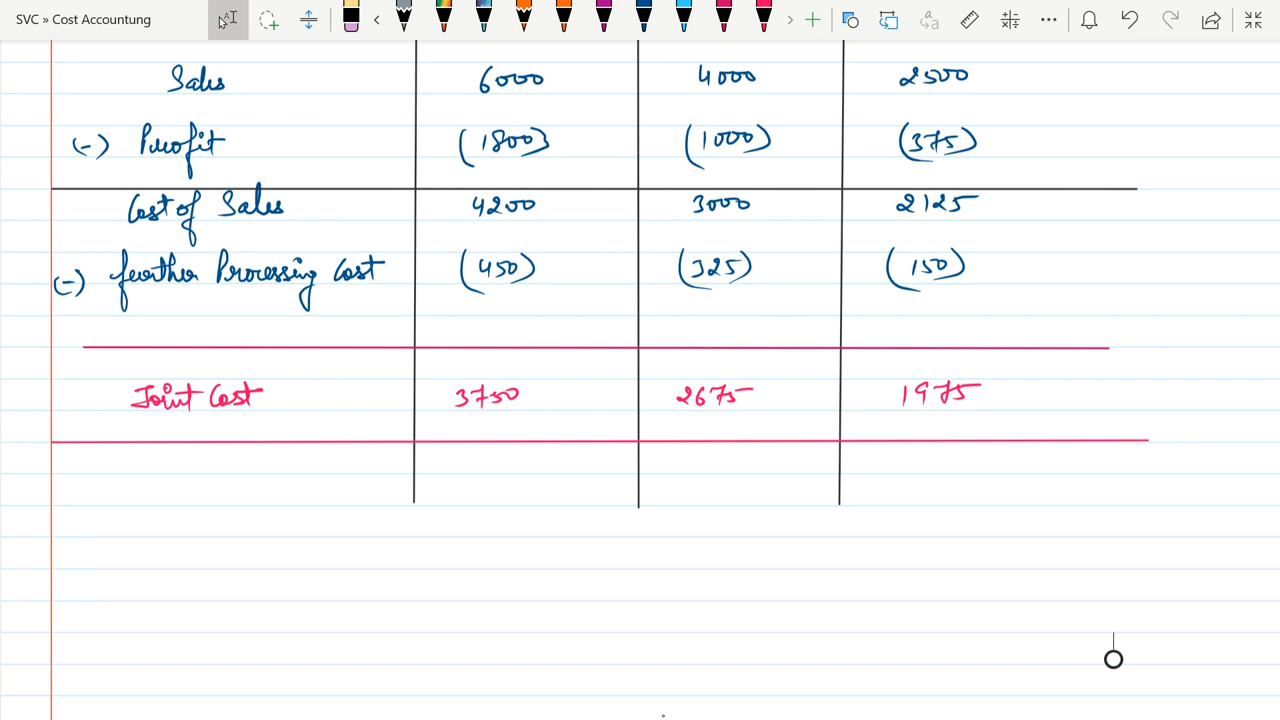 SVC » Cost Accountung
Sales 6000 4000 2500
(-) Profit (1800) (1000) (375)
Cost of Sales 4200 3000 2125
(-) further Processing Cost (450) (325) (150)
Joint Cost 3750 2675 1975